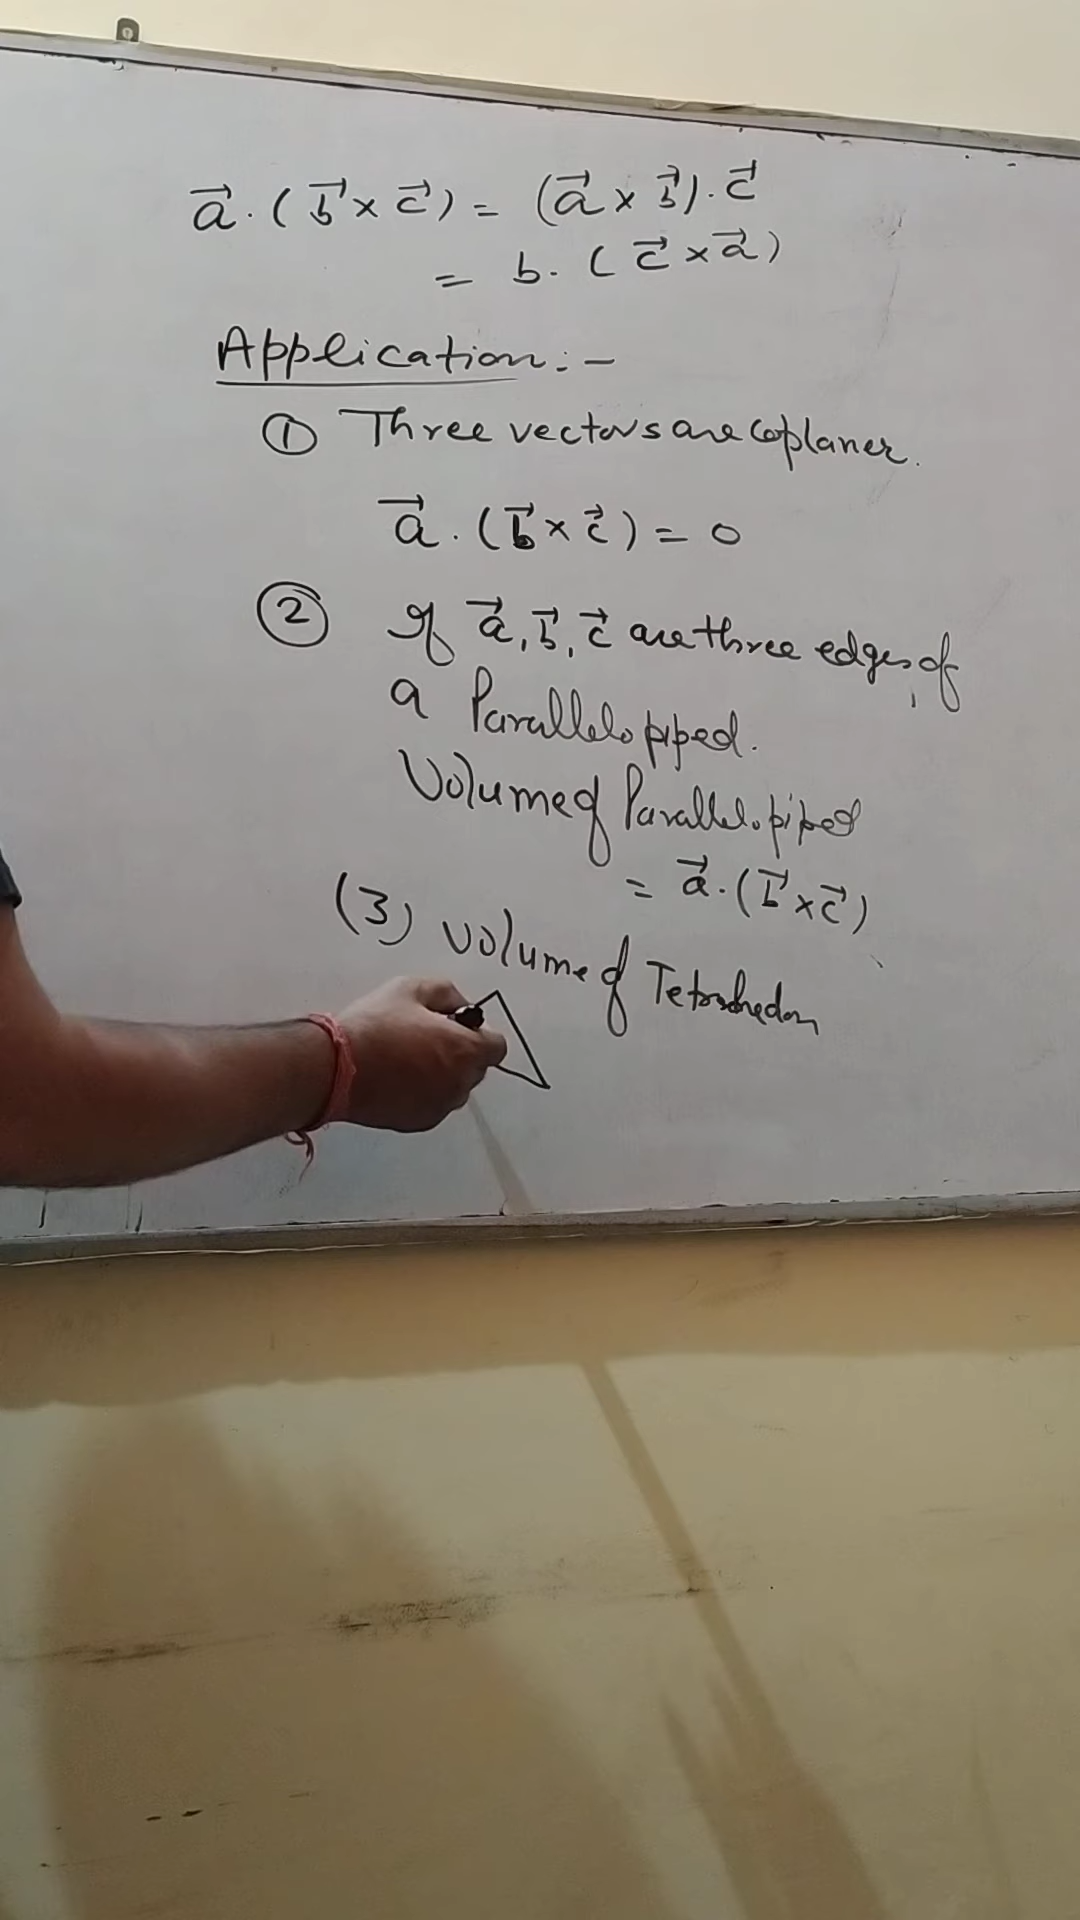 a⃗ . ( b⃗ × c⃗ ) = ( a⃗ × b⃗ ) . c⃗
= b . ( c⃗ × a⃗ )
Application :-
① Three vectors are coplaner.
a⃗ . ( b⃗ × c⃗ ) = 0
② If a⃗, b⃗, c⃗ are three edges of
a Parallelopiped.
Volume of Parallelopiped
= a⃗ . ( b⃗ × c⃗ )
(3) Volume of Tetrahedon